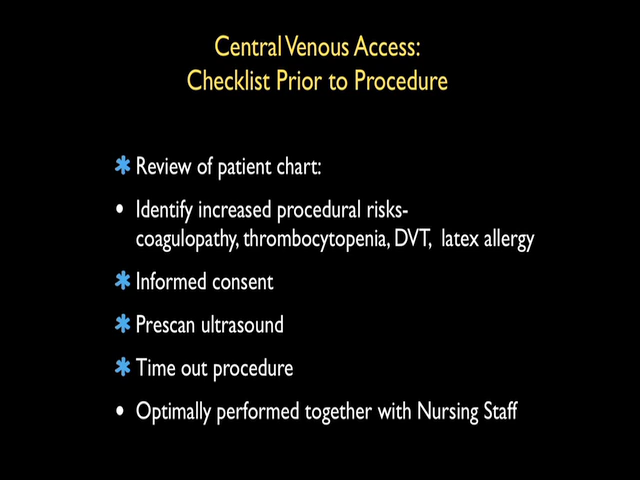 Central Venous Access:
Checklist Prior to Procedure
✱ Review of patient chart:
• Identify increased procedural risks-
coagulopathy, thrombocytopenia, DVT, latex allergy
✱ Informed consent
✱ Prescan ultrasound
✱ Time out procedure
• Optimally performed together with Nursing Staff